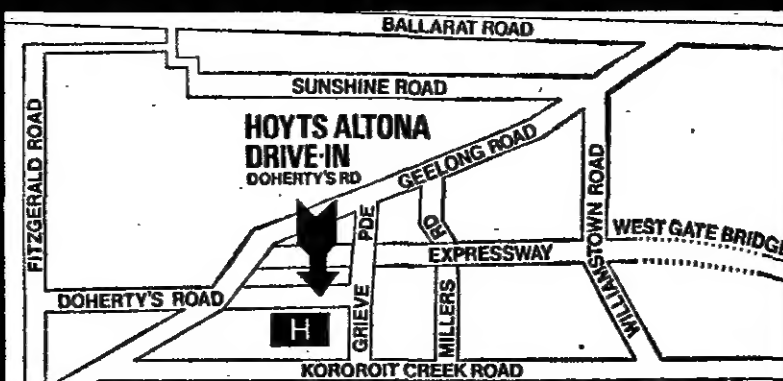 BALLARAT ROAD
SUNSHINE ROAD
HOYTS ALTONA
DRIVE-IN
DOHERTY'S RD
GEELONG ROAD
FITZGERALD ROAD
PDE
RD
WILLIAMSTOWN ROAD
WEST GATE BRIDGE
EXPRESSWAY
DOHERTY'S ROAD
GRIEVE
MILLERS
H
KOROROIT CREEK ROAD